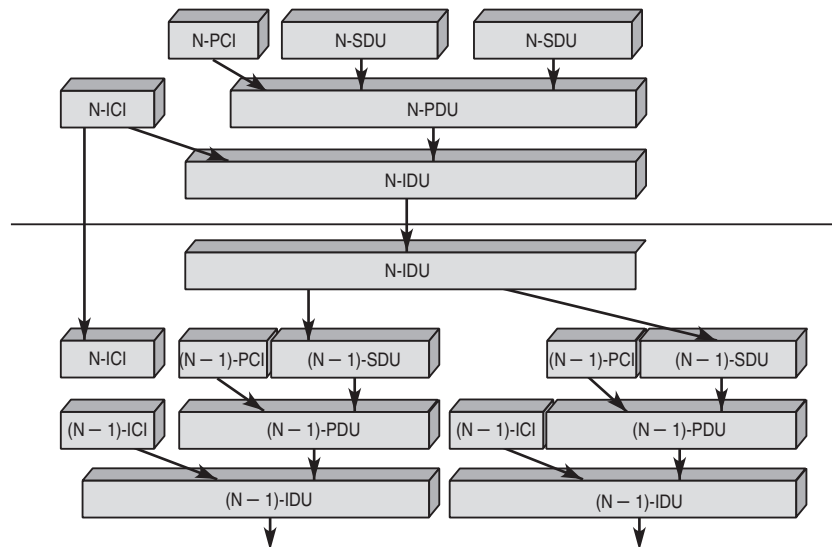 N-PCI
N-SDU
N-SDU
N-ICI
N-PDU
N-IDU
N-IDU
N-ICI
(N − 1)-PCI
(N − 1)-SDU
(N − 1)-PCI
(N − 1)-SDU
(N − 1)-ICI
(N − 1)-PDU
(N − 1)-ICI
(N − 1)-PDU
(N − 1)-IDU
(N − 1)-IDU